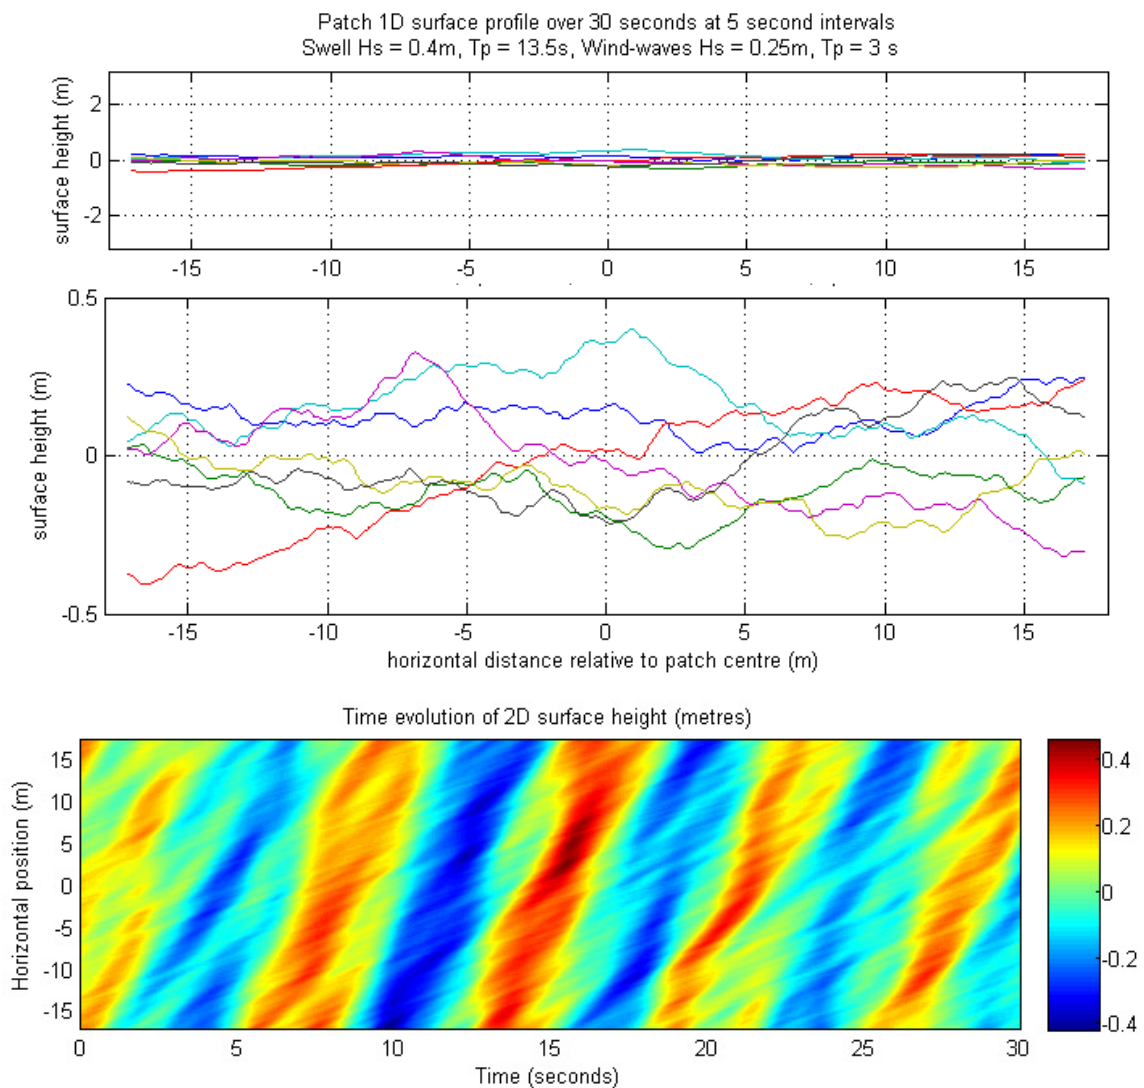 Patch 1D surface profile over 30 seconds at 5 second intervals
Swell Hs = 0.4m, Tp = 13.5s, Wind-waves Hs = 0.25m, Tp = 3 s
surface height (m)
2
0
-2
-15 -10 -5 0 5 10 15
surface height (m)
0.5
0
-0.5
-15 -10 -5 0 5 10 15
horizontal distance relative to patch centre (m)
Time evolution of 2D surface height (metres)
Horizontal position (m)
15
10
5
0
-5
-10
-15
0 5 10 15 20 25 30
Time (seconds)
0.4
0.2
0
-0.2
-0.4